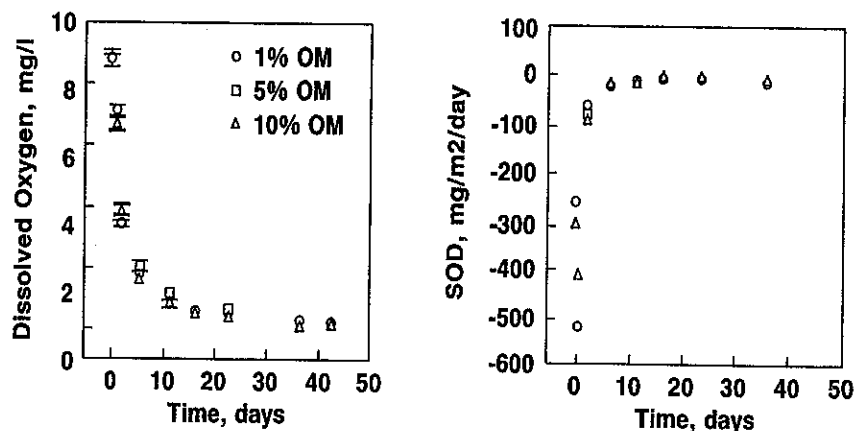 Dissolved Oxygen, mg/l
10
8
6
4
2
0
1% OM
5% OM
10% OM
0 10 20 30 40 50
Time, days
SOD, mg/m2/day
100
0
-100
-200
-300
-400
-500
-600
0 10 20 30 40 50
Time, days